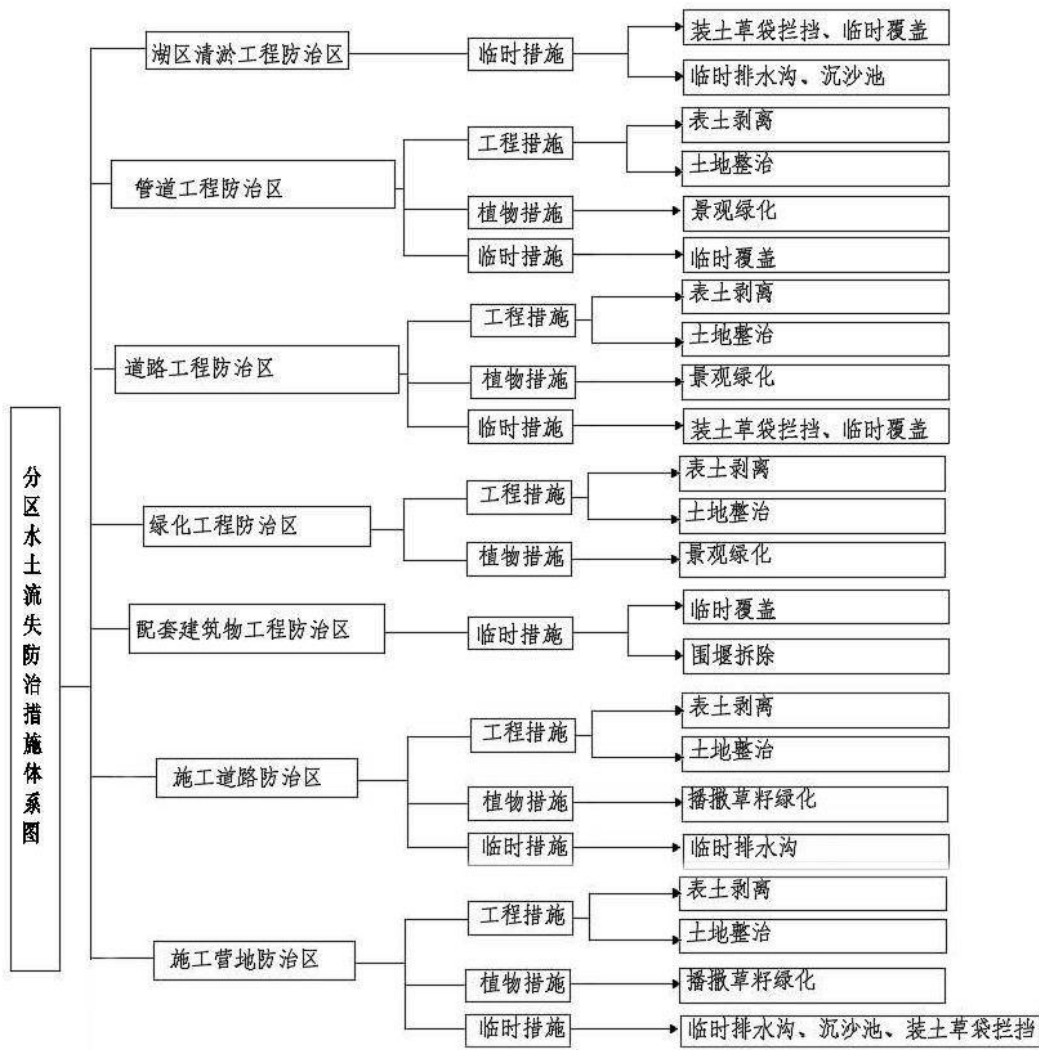 分区水土流失防治措施体系图
湖区清淤工程防治区
临时措施
装土草袋拦挡、临时覆盖
临时排水沟、沉沙池
管道工程防治区
工程措施
表土剥离
土地整治
植物措施
景观绿化
临时措施
临时覆盖
道路工程防治区
工程措施
表土剥离
土地整治
植物措施
景观绿化
临时措施
装土草袋拦挡、临时覆盖
绿化工程防治区
工程措施
表土剥离
土地整治
植物措施
景观绿化
配套建筑物工程防治区
临时措施
临时覆盖
围堰拆除
施工道路防治区
工程措施
表土剥离
土地整治
植物措施
播撒草籽绿化
临时措施
临时排水沟
施工营地防治区
工程措施
表土剥离
土地整治
植物措施
播撒草籽绿化
临时措施
临时排水沟、沉沙池、装土草袋拦挡